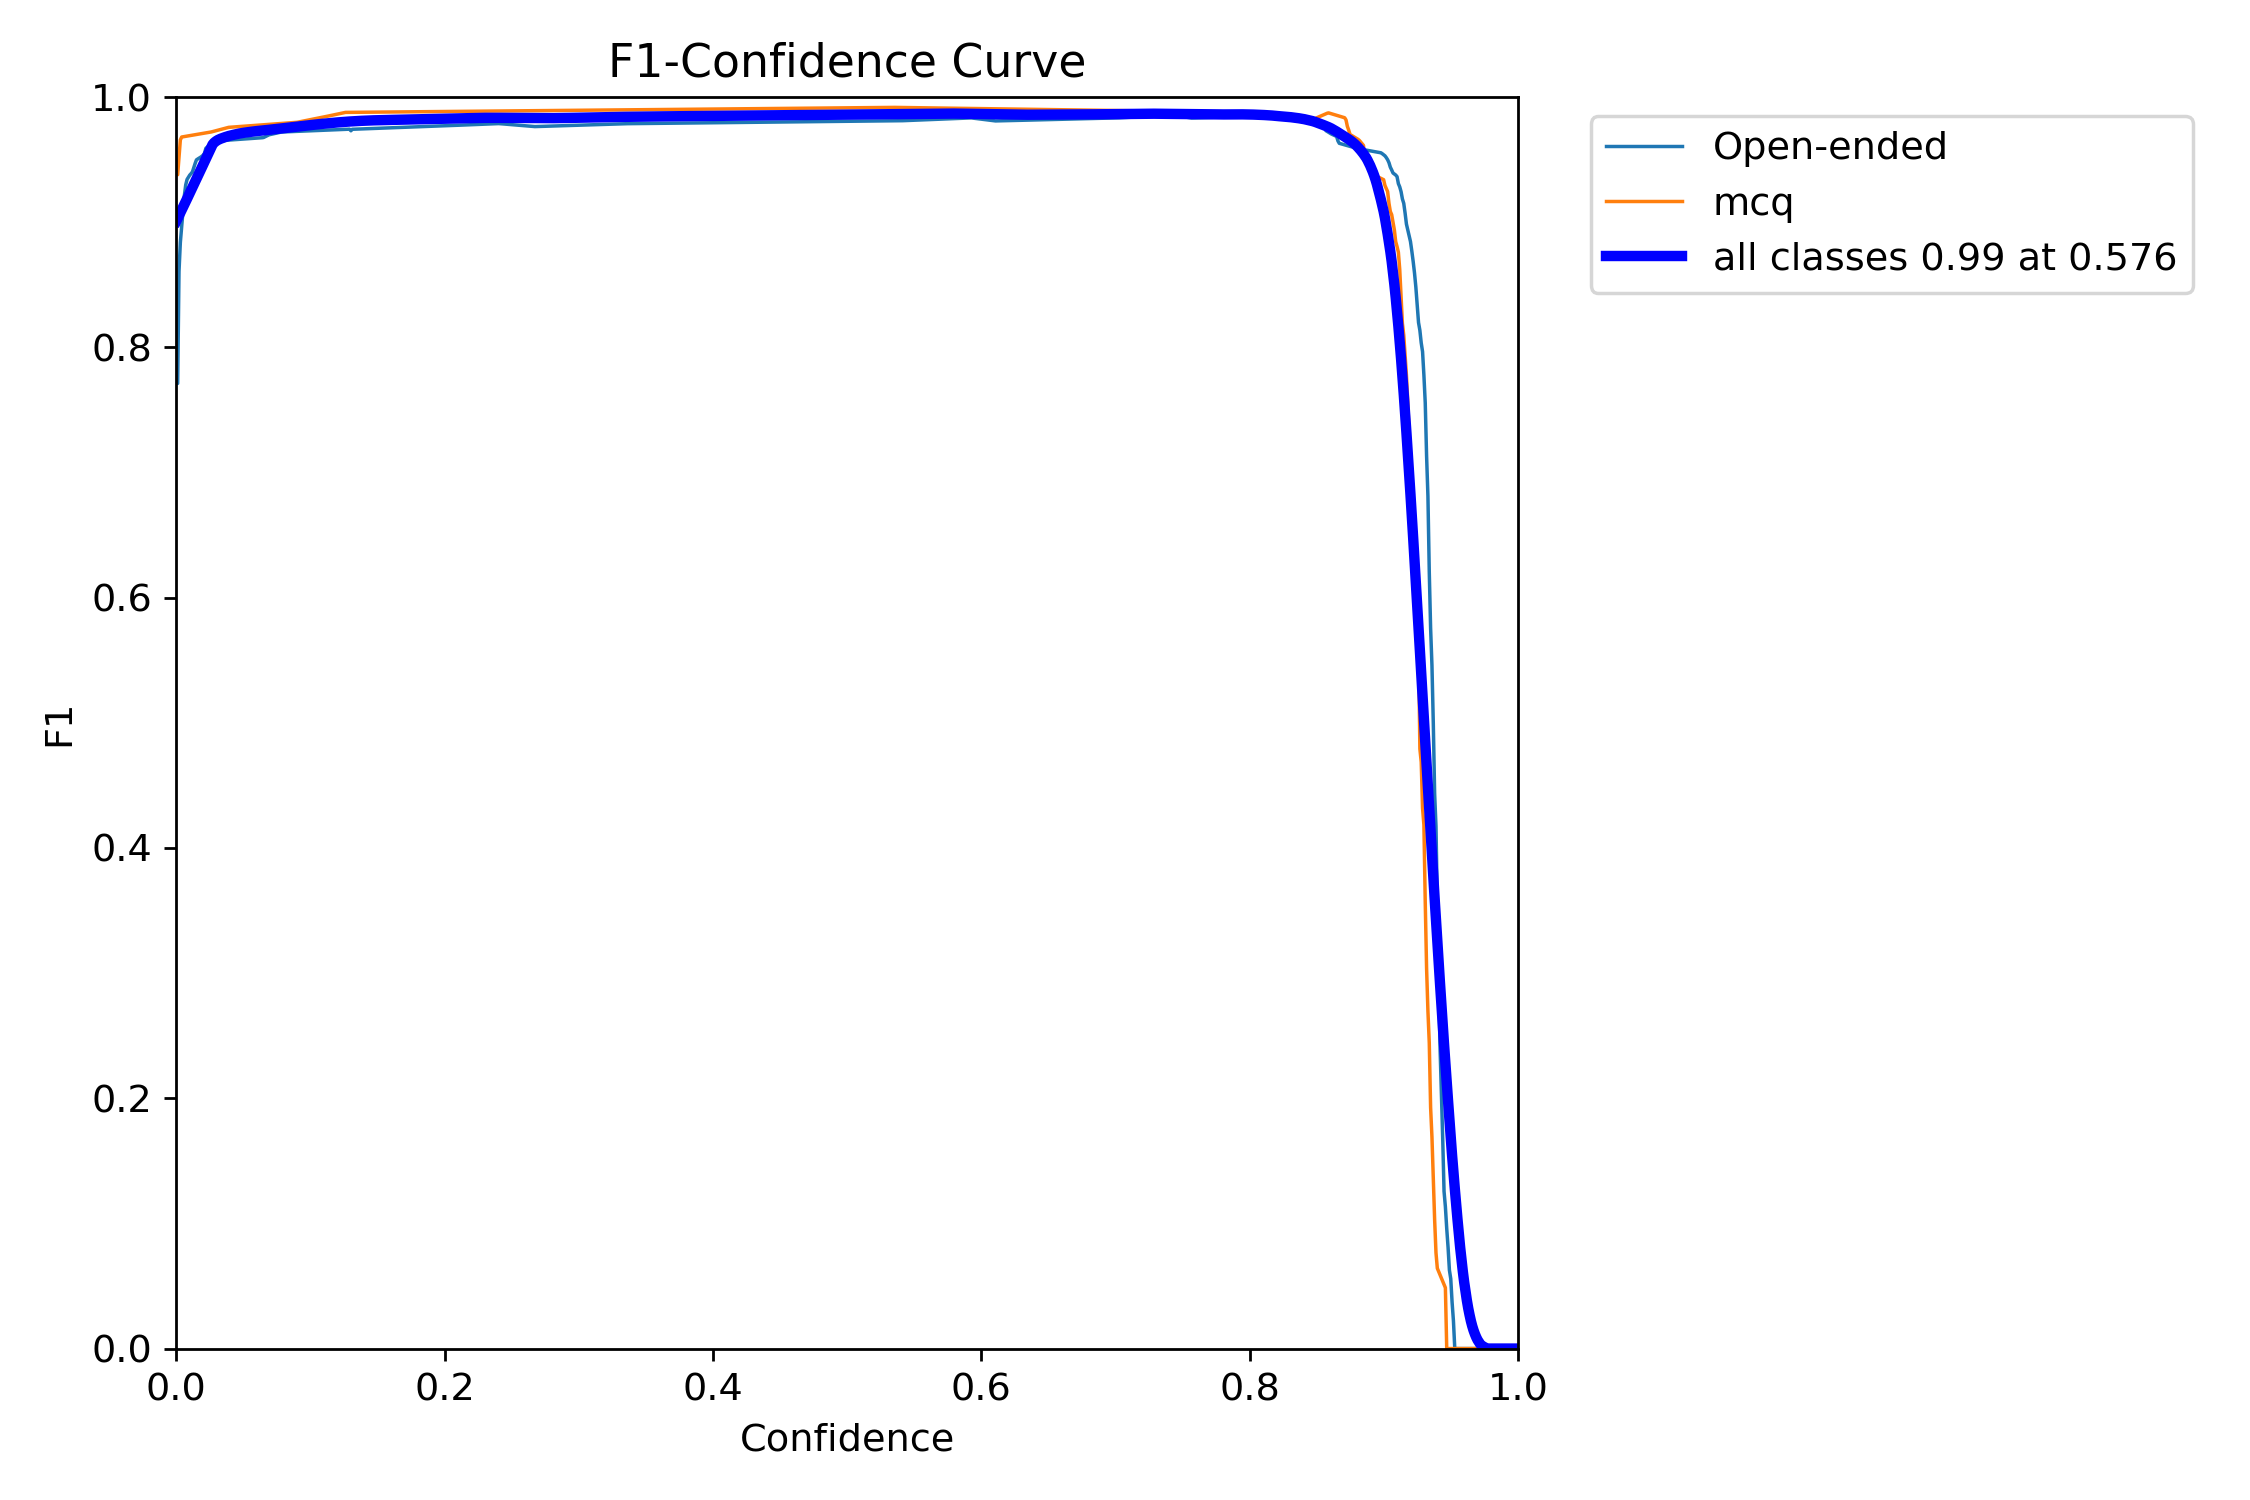 F1-Confidence Curve
1.0
0.8
0.6
0.4
0.2
0.0
F1
0.0 0.2 0.4 0.6 0.8 1.0
Confidence
Open-ended
mcq
all classes 0.99 at 0.576